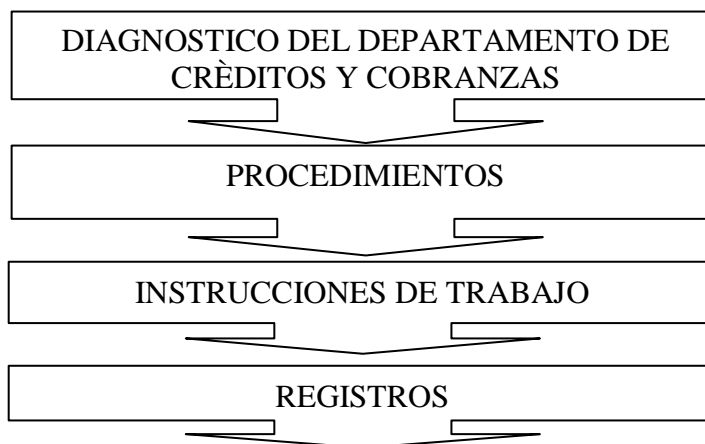 DIAGNOSTICO DEL DEPARTAMENTO DE
CRÈDITOS Y COBRANZAS
PROCEDIMIENTOS
INSTRUCCIONES DE TRABAJO
REGISTROS